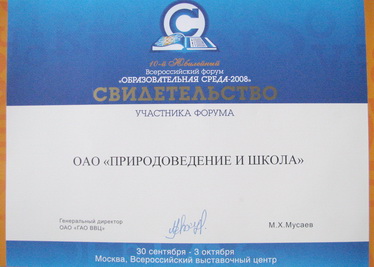 10-й Юбилейный
Всероссийский форум
«ОБРАЗОВАТЕЛЬНАЯ СРЕДА-2008»
СВИДЕТЕЛЬСТВО
УЧАСТНИКА ФОРУМА
ОАО «ПРИРОДОВЕДЕНИЕ И ШКОЛА»
Генеральный директор
ОАО «ГАО ВВЦ»
М.Х.Мусаев
30 сентября - 3 октября
Москва, Всероссийский выставочный центр